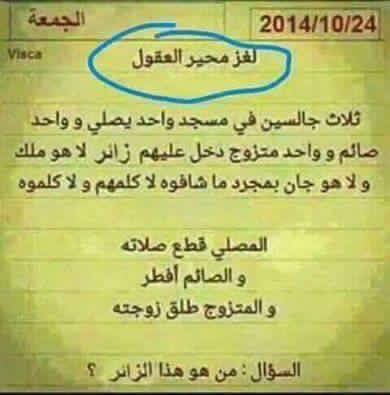 الجمعة
2014/10/24
Visca
لغز محير العقول
ثلاث جالسين في مسجد واحد يصلي و واحد
صائم و واحد متزوج دخل عليهم زائر لا هو ملك
و لا هو جان بمجرد ما شافوه لا كلمهم و لا كلموه
المصلي قطع صلاته
و الصائم أفطر
و المتزوج طلق زوجته
السؤال : من هو هذا الزائر ؟